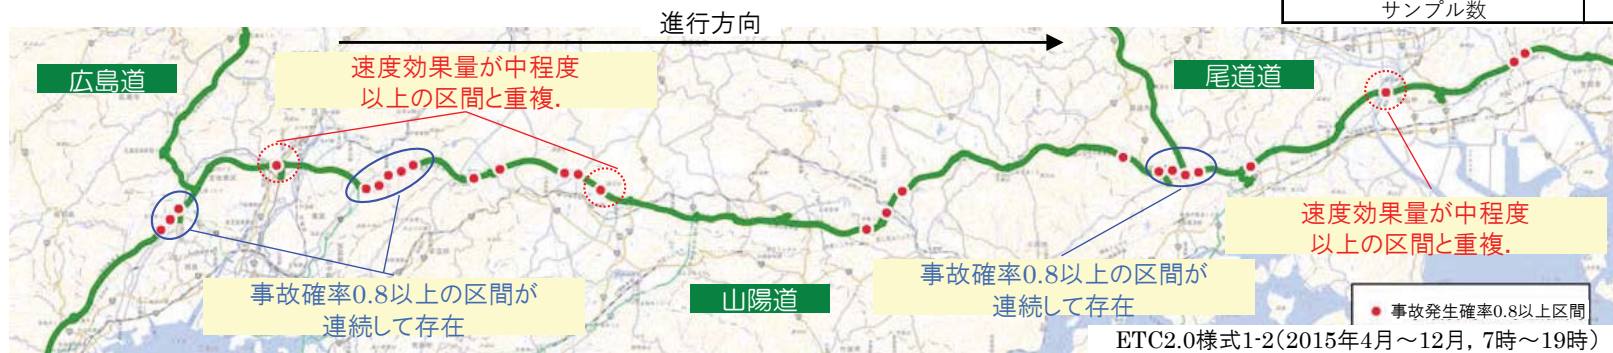 サンプル数
進行方向
広島道
速度効果量が中程度
以上の区間と重複.
尾道道
速度効果量が中程度
以上の区間と重複.
事故確率0.8以上の区間が
連続して存在
山陽道
事故確率0.8以上の区間が
連続して存在
事故発生確率0.8以上区間
ETC2.0様式1-2(2015年4月～12月, 7時～19時)